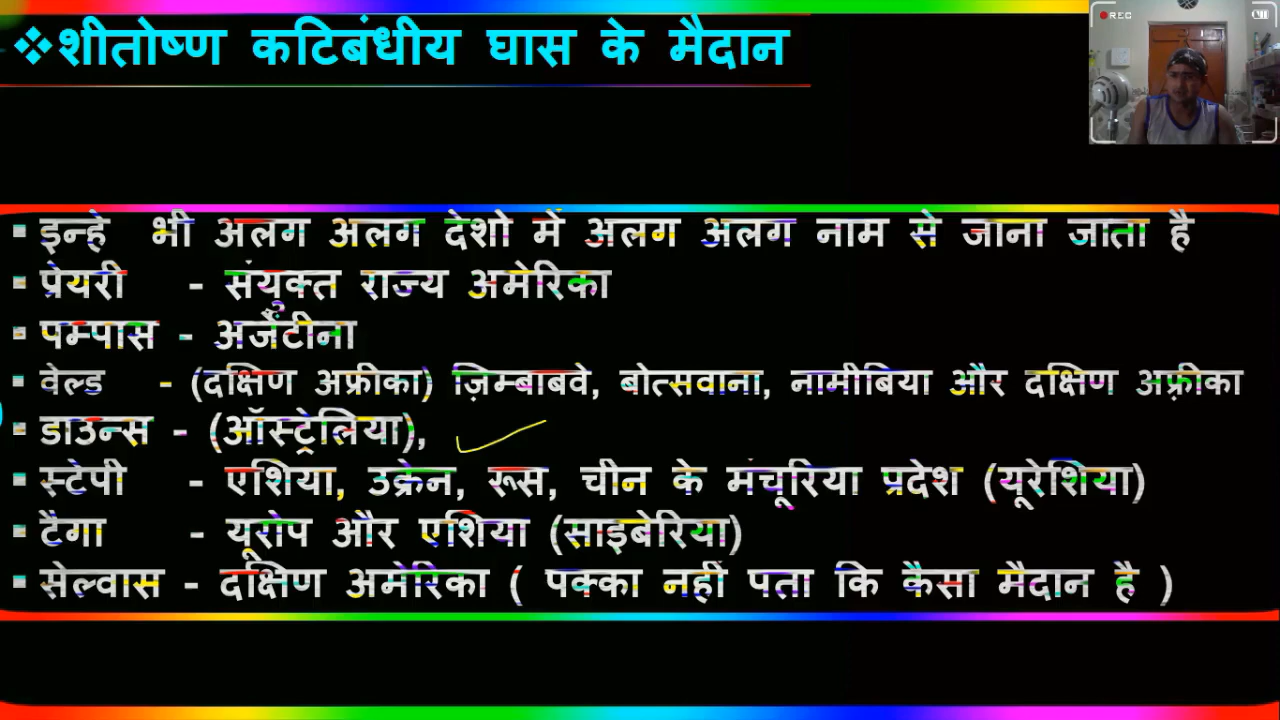 ❖शीतोष्ण कटिबंधीय घास के मैदान
REC
▪ इन्हे भी अलग अलग देशो में अलग अलग नाम से जाना जाता है
▪ प्रेयरी - संयुक्त राज्य अमेरिका
▪ पम्पास - अर्जेंटीना
▪ वेल्ड - (दक्षिण अफ्रीका) ज़िम्बाबवे, बोत्सवाना, नामीबिया और दक्षिण अफ़्रीका
▪ डाउन्स - (ऑस्ट्रेलिया),
▪ स्टेपी - एशिया, उक्रेन, रूस, चीन के मंचूरिया प्रदेश (यूरेशिया)
▪ टैगा - यूरोप और एशिया (साइबेरिया)
▪ सेल्वास - दक्षिण अमेरिका ( पक्का नहीं पता कि कैसा मैदान है )